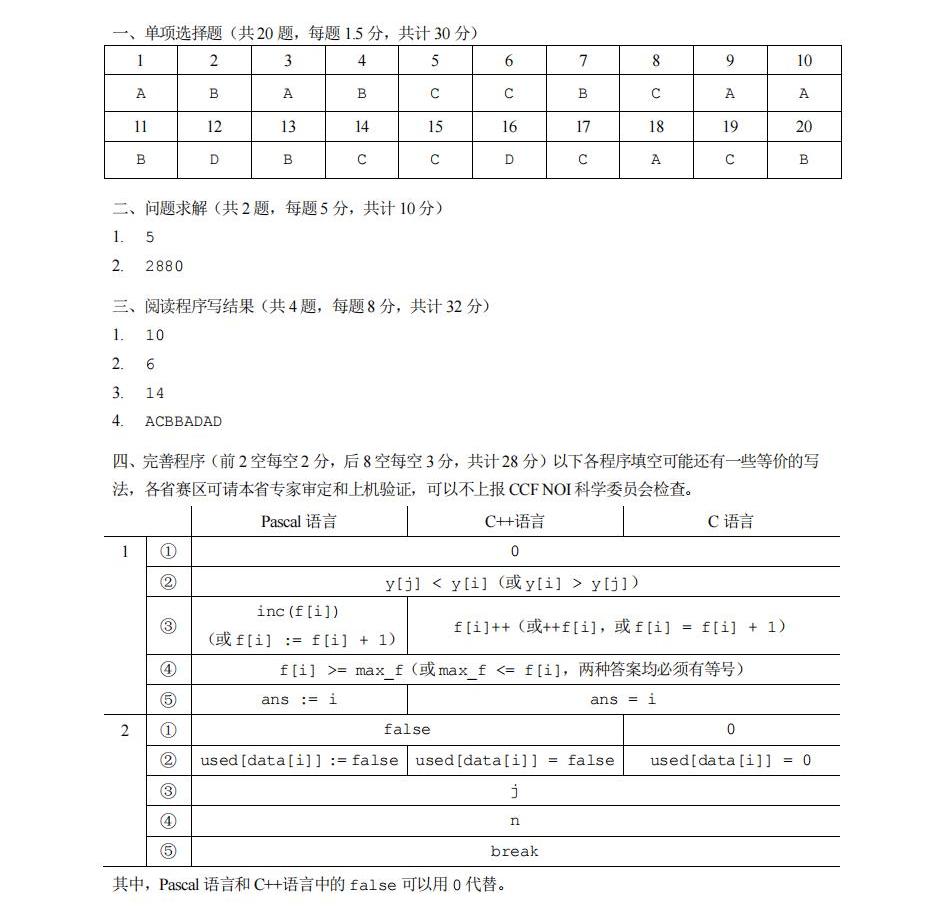 一、单项选择题（共 20 题，每题 1.5 分，共计 30 分）
1 2 3 4 5 6 7 8 9 10
A B A B C C B C A A
11 12 13 14 15 16 17 18 19 20
B D B C C D C A C B
二、问题求解（共 2 题，每题 5 分，共计 10 分）
1. 5
2. 2880
三、阅读程序写结果（共 4 题，每题 8 分，共计 32 分）
1. 10
2. 6
3. 14
4. ACBBADAD
四、完善程序（前 2 空每空 2 分，后 8 空每空 3 分，共计 28 分）以下各程序填空可能还有一些等价的写
法，各省赛区可请本省专家审定和上机验证，可以不上报 CCF NOI 科学委员会检查。
Pascal 语言 C++语言 C 语言
1 ① 0
② y[j] < y[i]（或 y[i] > y[j]）
③ inc(f[i])
（或 f[i] := f[i] + 1） f[i]++（或++f[i]，或 f[i] = f[i] + 1）
④ f[i] >= max_f（或 max_f <= f[i]，两种答案均必须有等号）
⑤ ans := i ans = i
2 ① false 0
② used[data[i]] := false used[data[i]] = false used[data[i]] = 0
③ j
④ n
⑤ break
其中，Pascal 语言和 C++语言中的 false 可以用 0 代替。